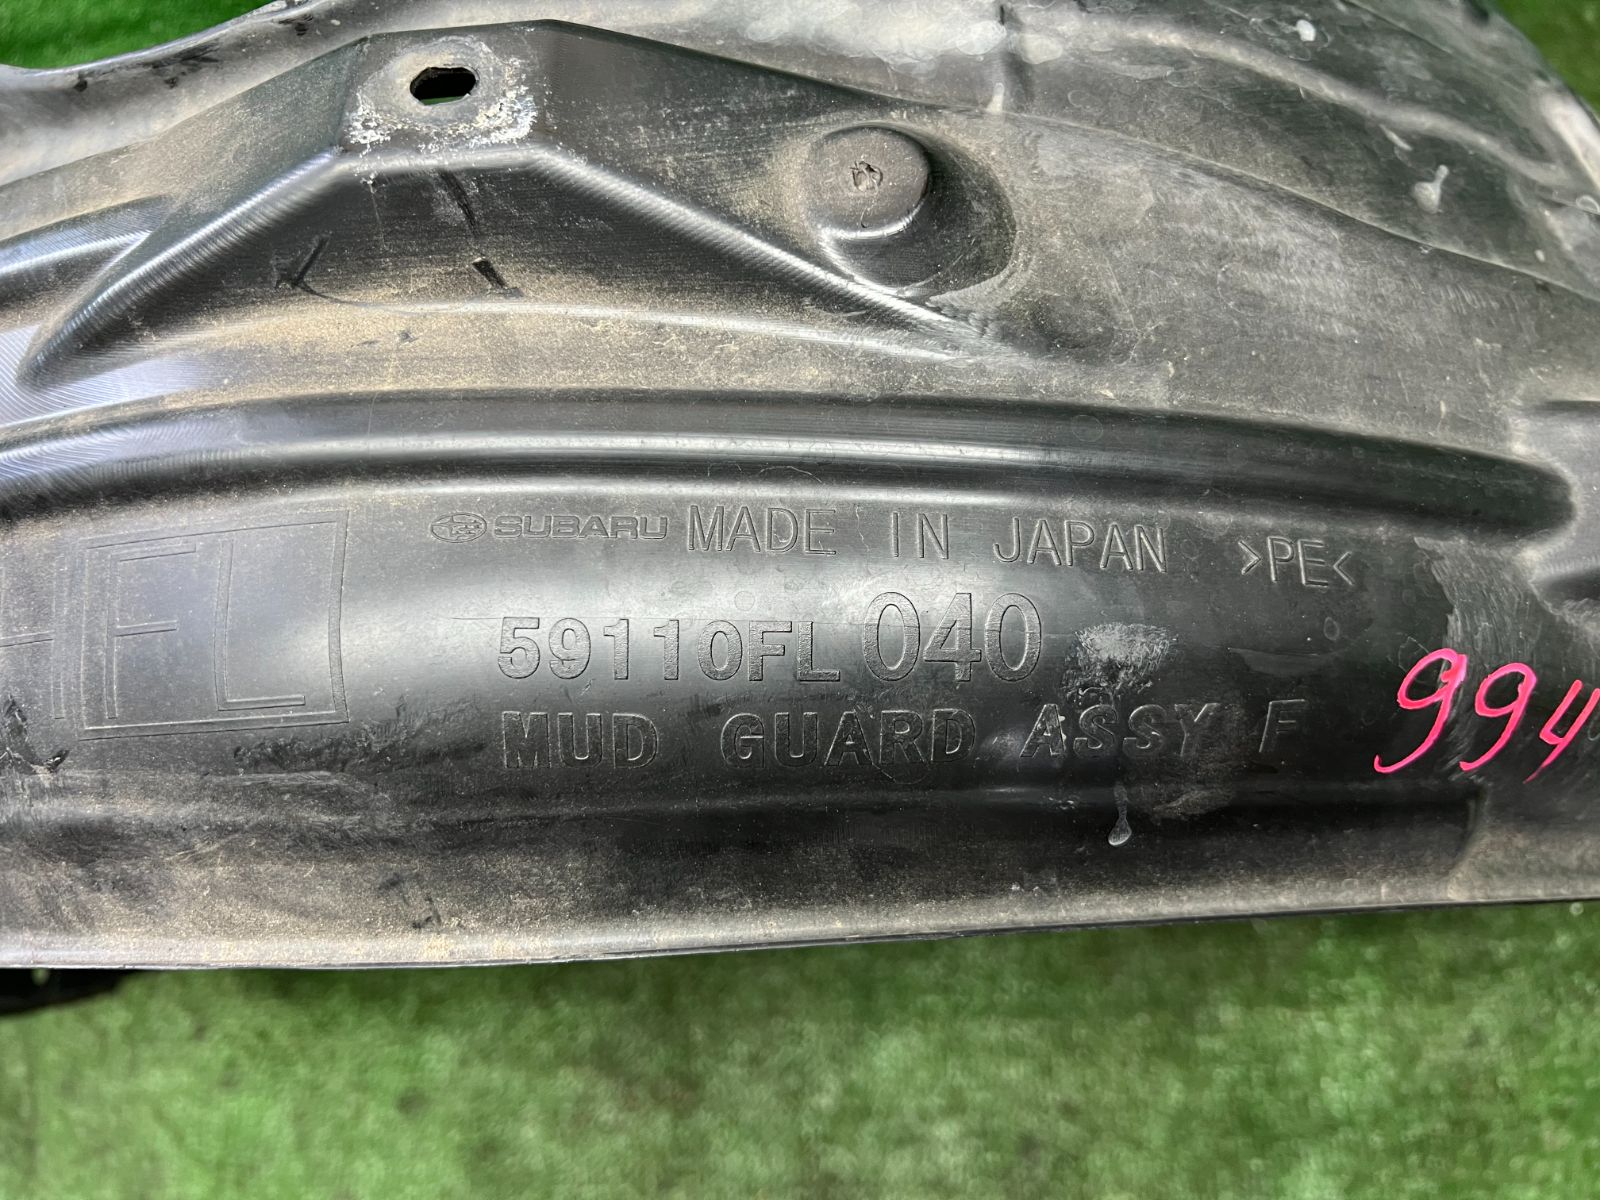 SUBARU MADE IN JAPAN >PE<
FL
59110FL040
MUD GUARD ASSY F
994